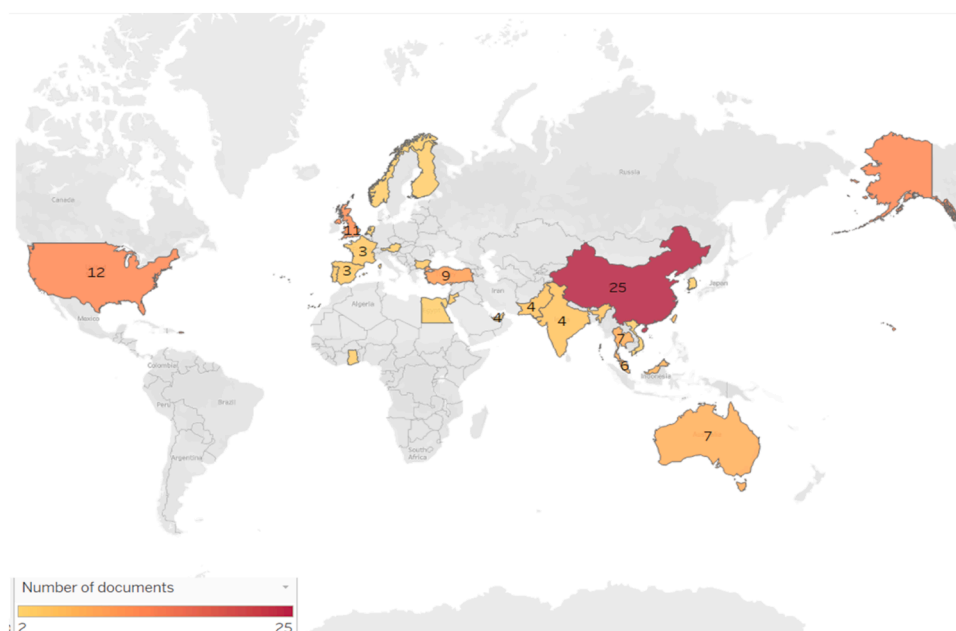 Russia
Canada
11
3
12
3
9
25
Japan
Iran
Algeria
4
4
4
Mexico
7
6
Colombia
Indonesia
Peru
Brazil
7
South
Africa
Argentina
Number of documents
2
25